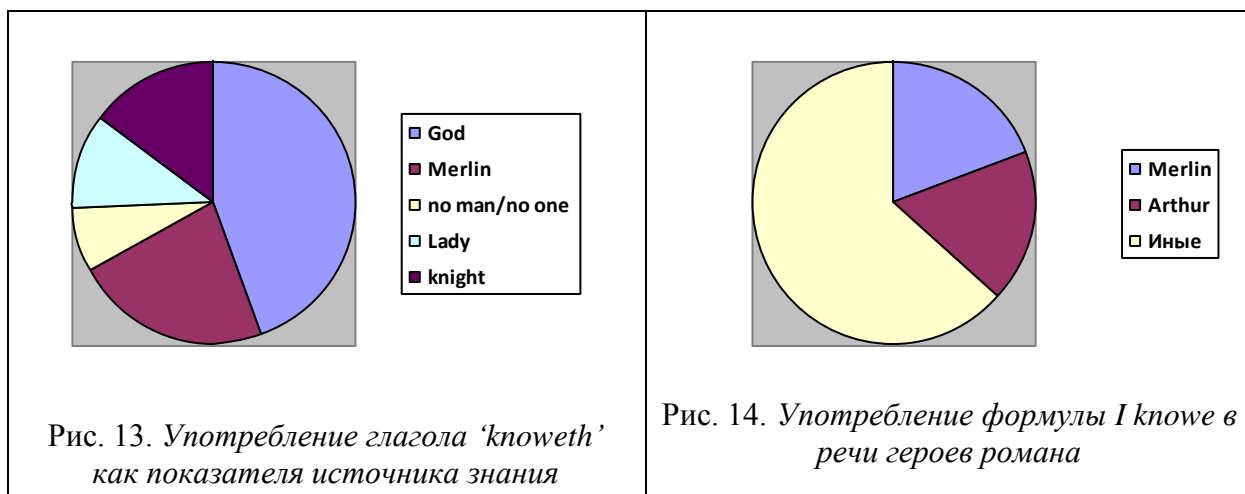 God
Merlin
no man/no one
Lady
knight
Рис. 13. Употребление глагола ‘knoweth’
как показателя источника знания
Merlin
Arthur
Иные
Рис. 14. Употребление формулы I knowe в
речи героев романа